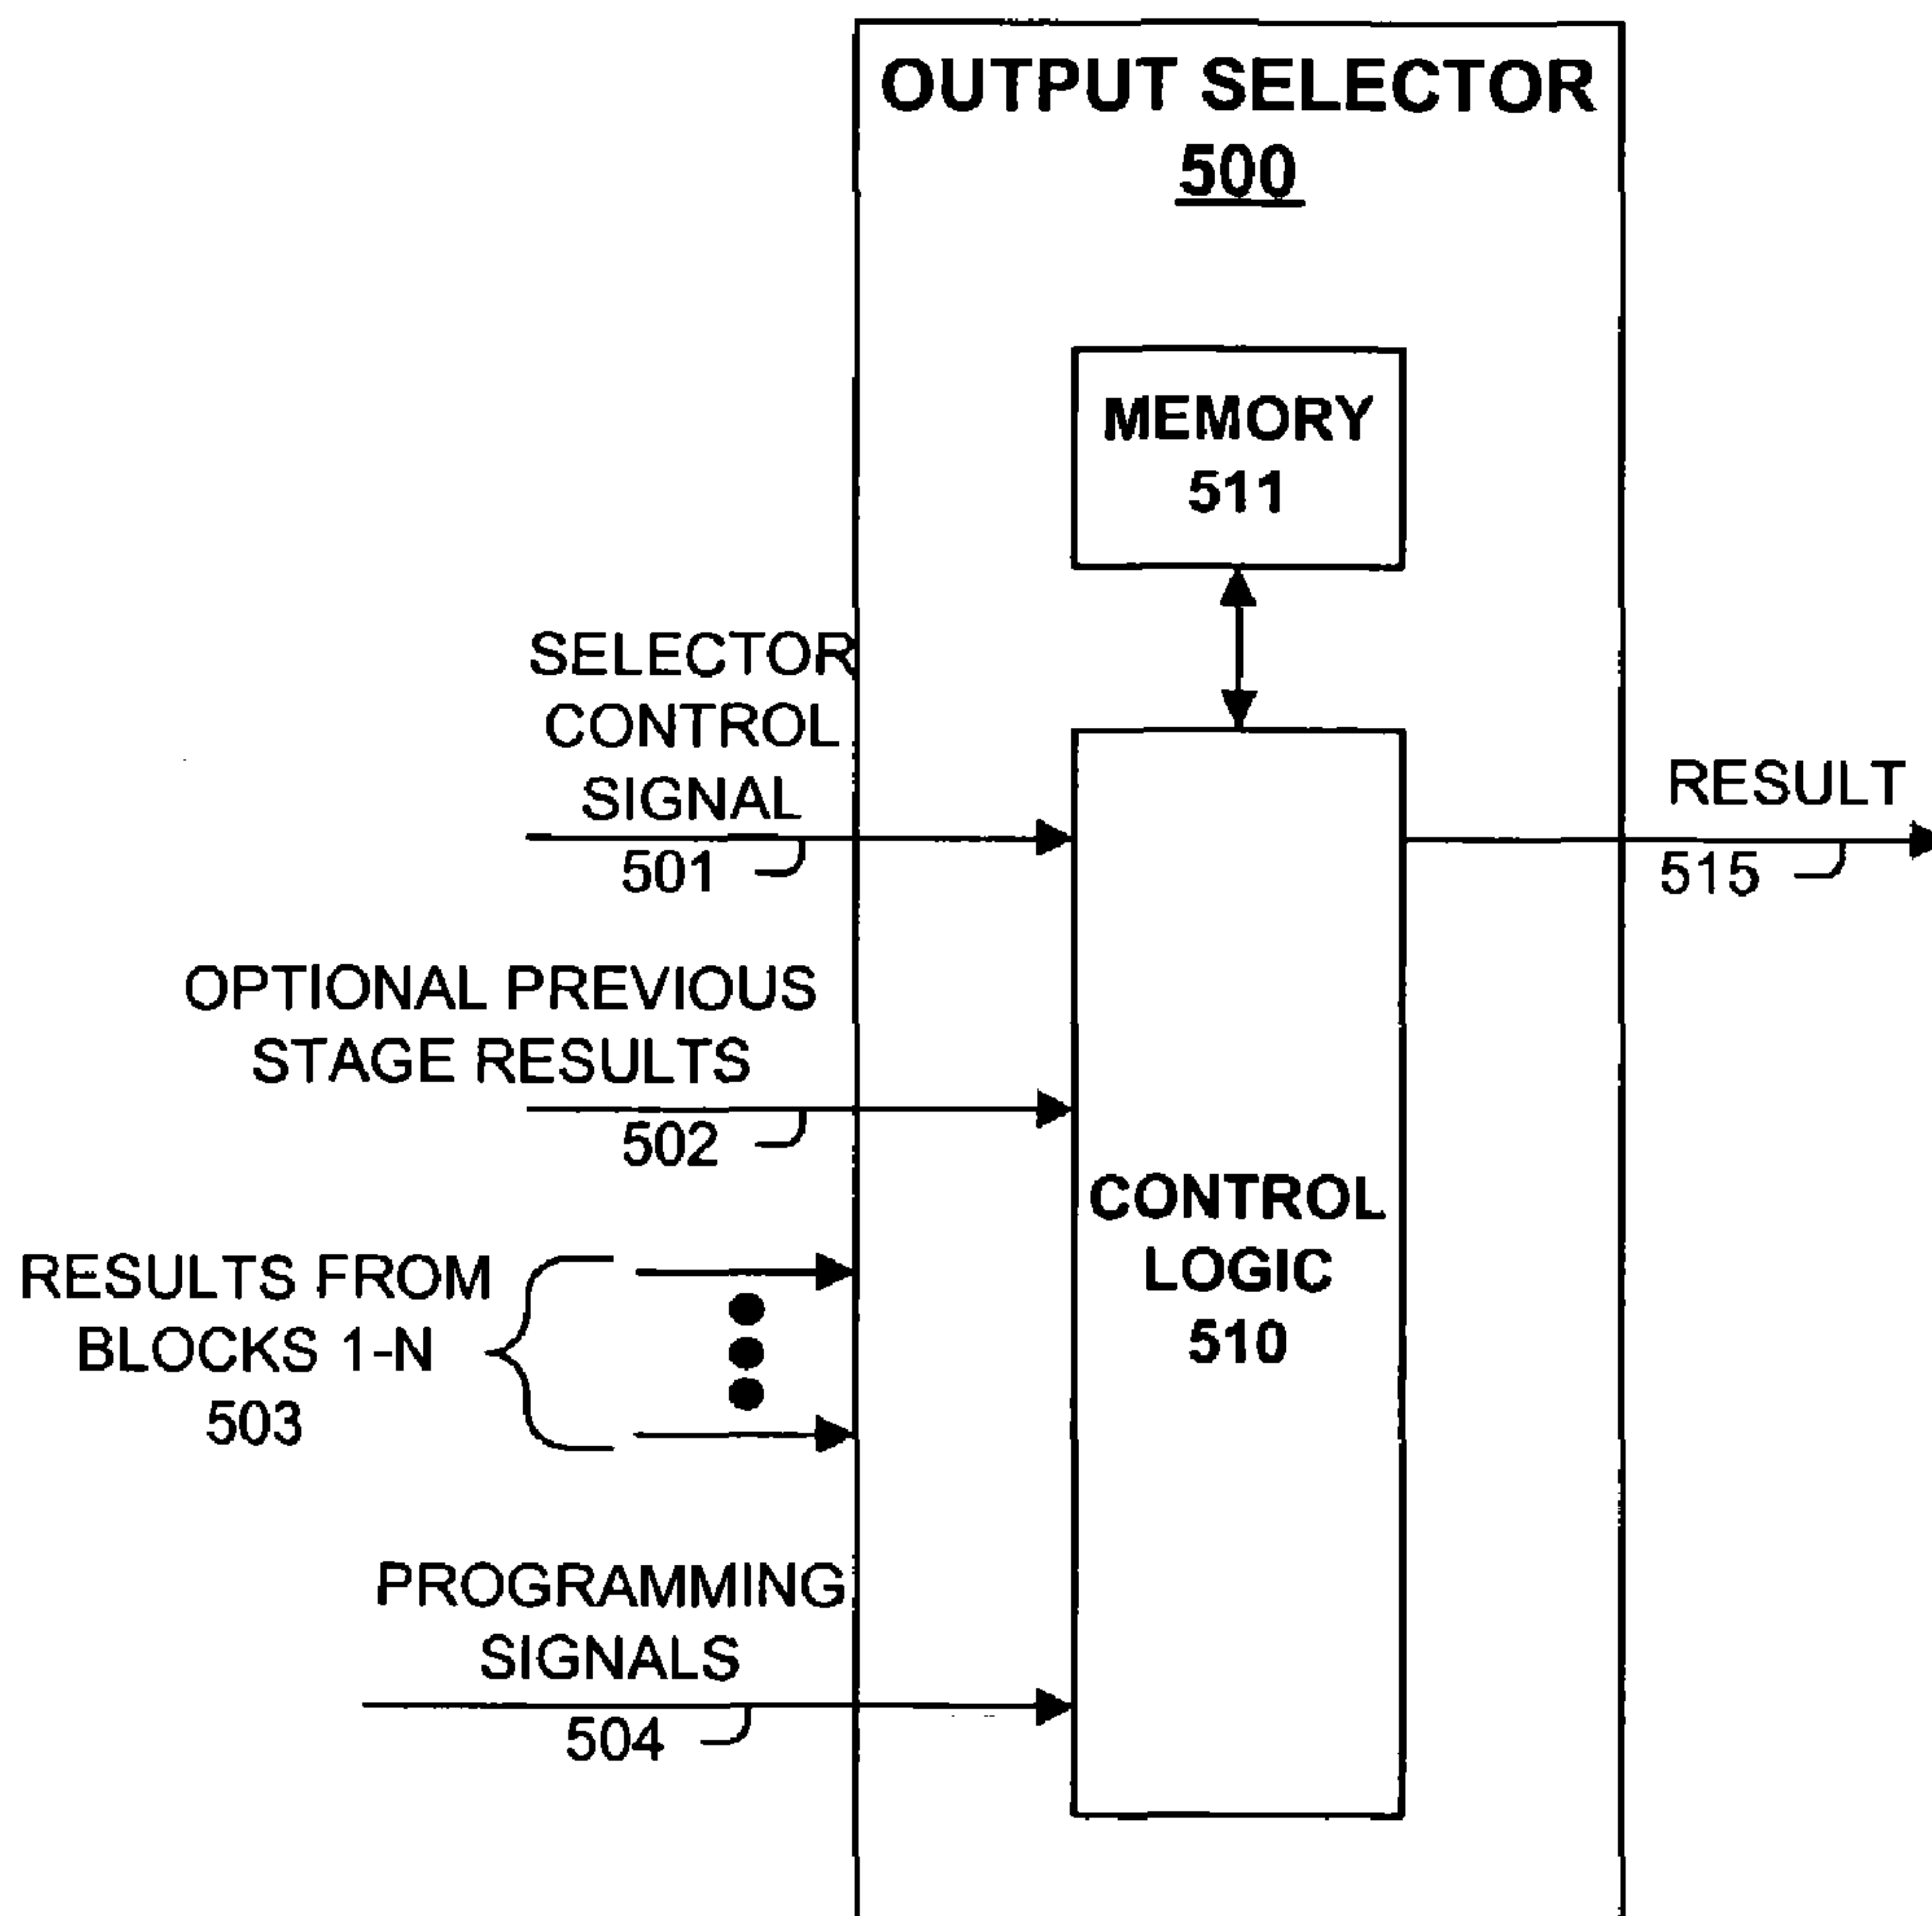 OUTPUT SELECTOR
500
MEMORY
511
SELECTOR
CONTROL
SIGNAL
501
RESULT
515
OPTIONAL PREVIOUS
STAGE RESULTS
502
CONTROL
LOGIC
510
RESULTS FROM
BLOCKS 1-N
503
PROGRAMMING
SIGNALS
504